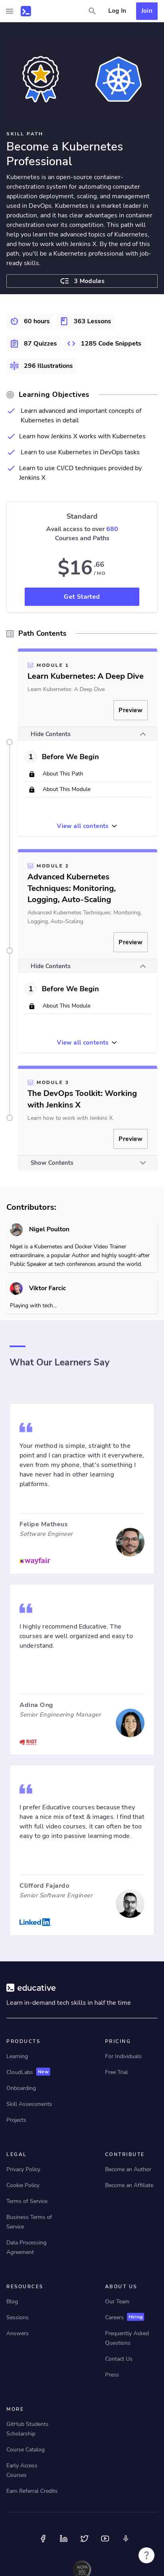 Log In
Join
SKILL PATH
Become a Kubernetes
Professional
Kubernetes is an open-source container-
orchestration system for automating computer
application deployment, scaling, and management
used by DevOps. Kubernetes is a market leader in
production, and it has clear advantages in container
orchestration over its competitors. This path will
help you learn the advanced topics of Kubernetes,
and how to work with Jenkins X. By the end of this
path, you'll be a Kubernetes professional with job-
ready skills.
3 Modules
60 hours
363 Lessons
87 Quizzes
1285 Code Snippets
296 Illustrations
Learning Objectives
Learn advanced and important concepts of
Kubernetes in detail
Learn how Jenkins X works with Kubernetes
Learn to use Kubernetes in DevOps tasks
Learn to use CI/CD techniques provided by
Jenkins X
Standard
Avail access to over 680
Courses and Paths
$16.66
/MO
Get Started
Path Contents
MODULE 1
Learn Kubernetes: A Deep Dive
Learn Kubernetes: A Deep Dive
Preview
Hide Contents
1 Before We Begin
About This Path
About This Module
View all contents
MODULE 2
Advanced Kubernetes
Techniques: Monitoring,
Logging, Auto-Scaling
Advanced Kubernetes Techniques: Monitoring,
Logging, Auto-Scaling
Preview
Hide Contents
1 Before We Begin
About This Module
View all contents
MODULE 3
The DevOps Toolkit: Working
with Jenkins X
Learn how to work with Jenkins X.
Preview
Show Contents
Contributors:
Nigel Poulton
Nigel is a Kubernetes and Docker Video Trainer
extraordinaire, a popular Author and highly sought-after
Public Speaker at tech conferences around the world.
Viktor Farcic
Playing with tech...
What Our Learners Say
Your method is simple, straight to the
point and I can practice with it everywhere,
even from my phone, that's something I
have never had on other learning
platforms.
Felipe Matheus
Software Engineer
wayfair
I highly recommend Educative. The
courses are well organized and easy to
understand.
Adina Ong
Senior Engineering Manager
RIOT
I prefer Educative courses because they
have a nice mix of text & images. I find that
with full video courses, it can often be too
easy to go into passive learning mode.
Clifford Fajardo
Senior Software Engineer
Linked in
educative
Learn in-demand tech skills in half the time
PRODUCTS
Learning
CloudLabs New
Onboarding
Skill Assessments
Projects
PRICING
For Individuals
Free Trial
LEGAL
Privacy Policy
Cookie Policy
Terms of Service
Business Terms of
Service
Data Processing
Agreement
CONTRIBUTE
Become an Author
Become an Affiliate
RESOURCES
Blog
Sessions
Answers
ABOUT US
Our Team
Careers Hiring
Frequently Asked
Questions
Contact Us
Press
MORE
GitHub Students
Scholarship
Course Catalog
Early Access
Courses
Earn Referral Credits